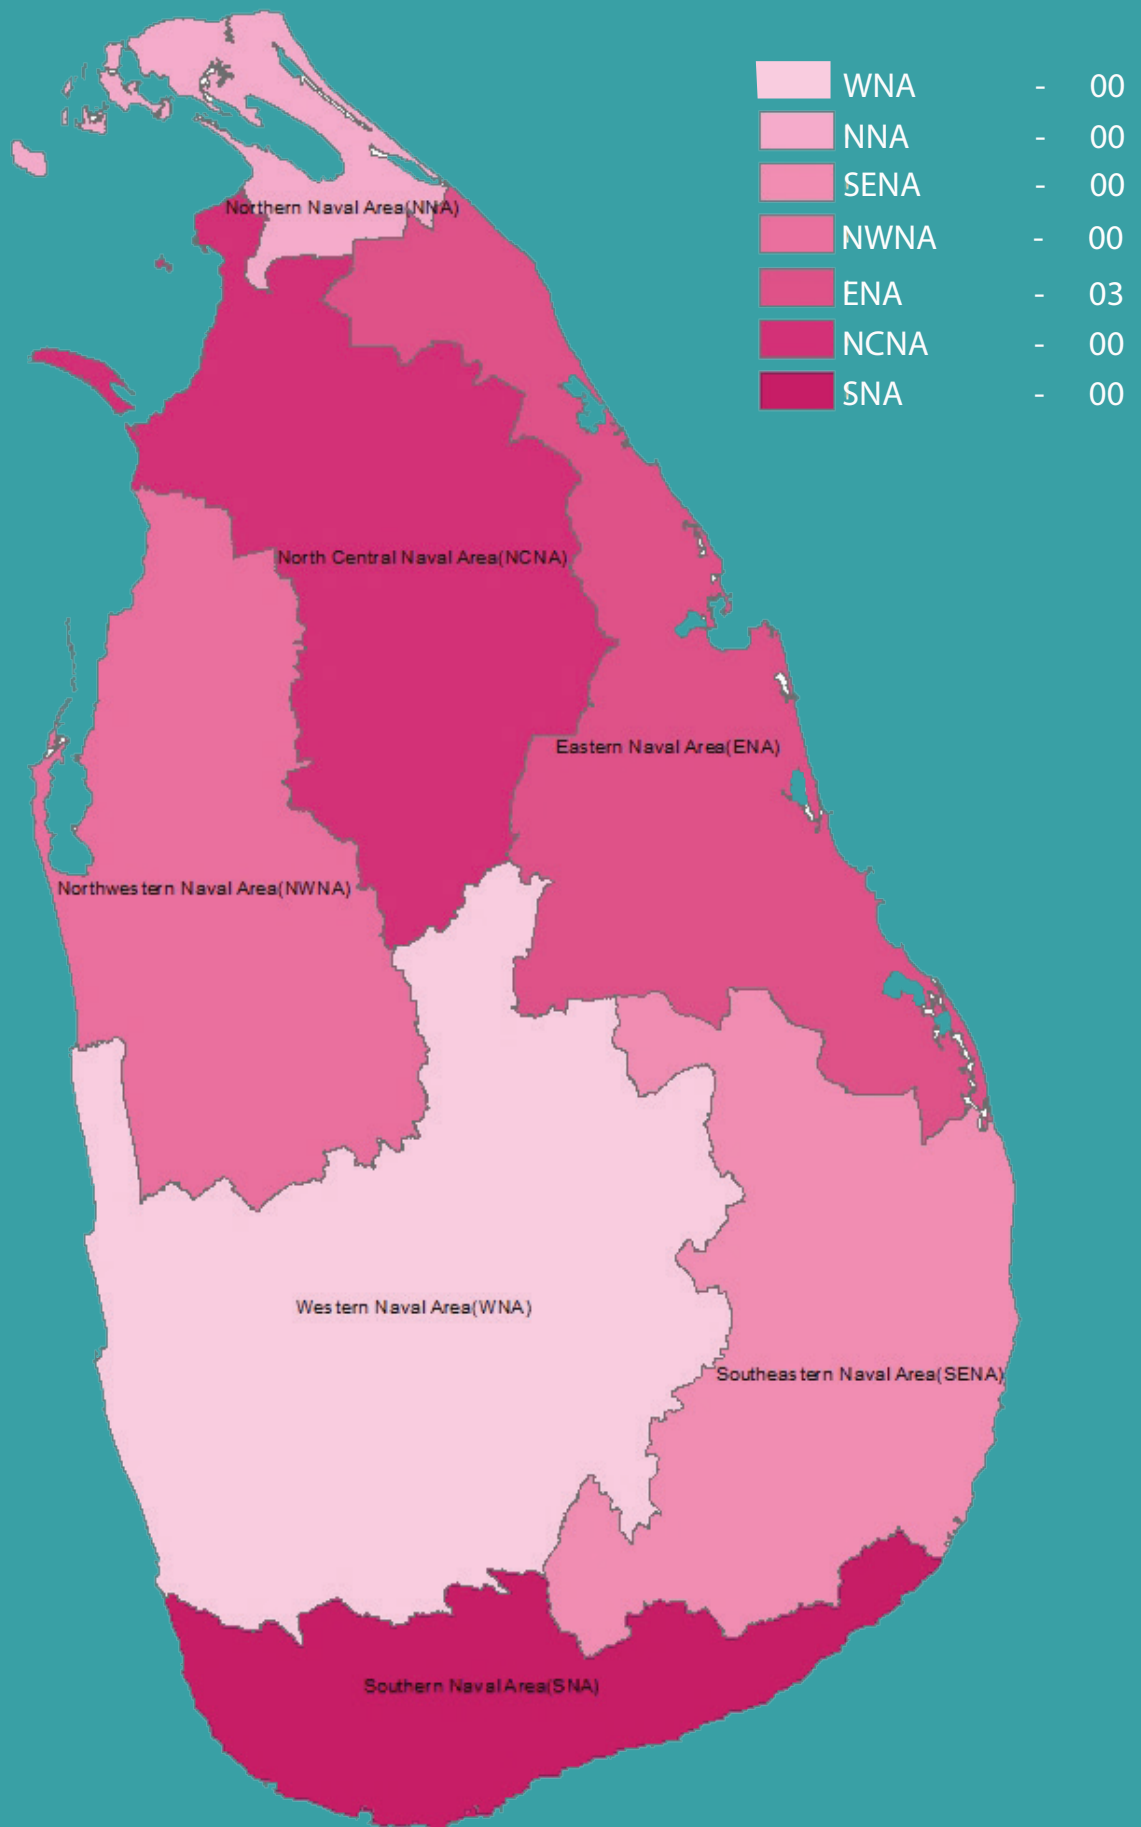 WNA - 00
NNA - 00
SENA - 00
NWNA - 00
ENA - 03
NCNA - 00
SNA - 00
Northern Naval Area(NNA)
North Central Naval Area(NCNA)
Eastern Naval Area(ENA)
Northwestern Naval Area(NWNA)
Western Naval Area(WNA)
Southeastern Naval Area(SENA)
Southern Naval Area(SNA)